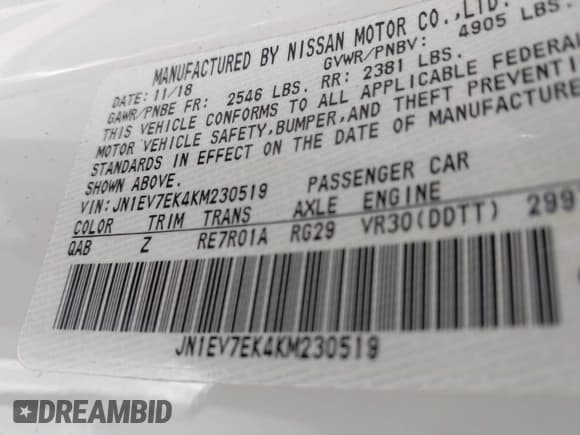 MANUFACTURED BY NISSAN MOTOR CO.,LTD.
DATE: 11/18 GVWR/PNBV: 4905 LBS.
GAWR/PNBE FR: 2546 LBS. RR: 2381 LBS.
THIS VEHICLE CONFORMS TO ALL APPLICABLE FEDERAL
MOTOR VEHICLE SAFETY,BUMPER,AND THEFT PREVENTI
STANDARDS IN EFFECT ON THE DATE OF MANUFACTURE
SHOWN ABOVE.
VIN: JN1EV7EK4KM230519 PASSENGER CAR
COLOR TRIM TRANS AXLE ENGINE
QAB Z RE7R01A RG29 VR30(DDTT) 299
JN1EV7EK4KM230519
DREAMBID